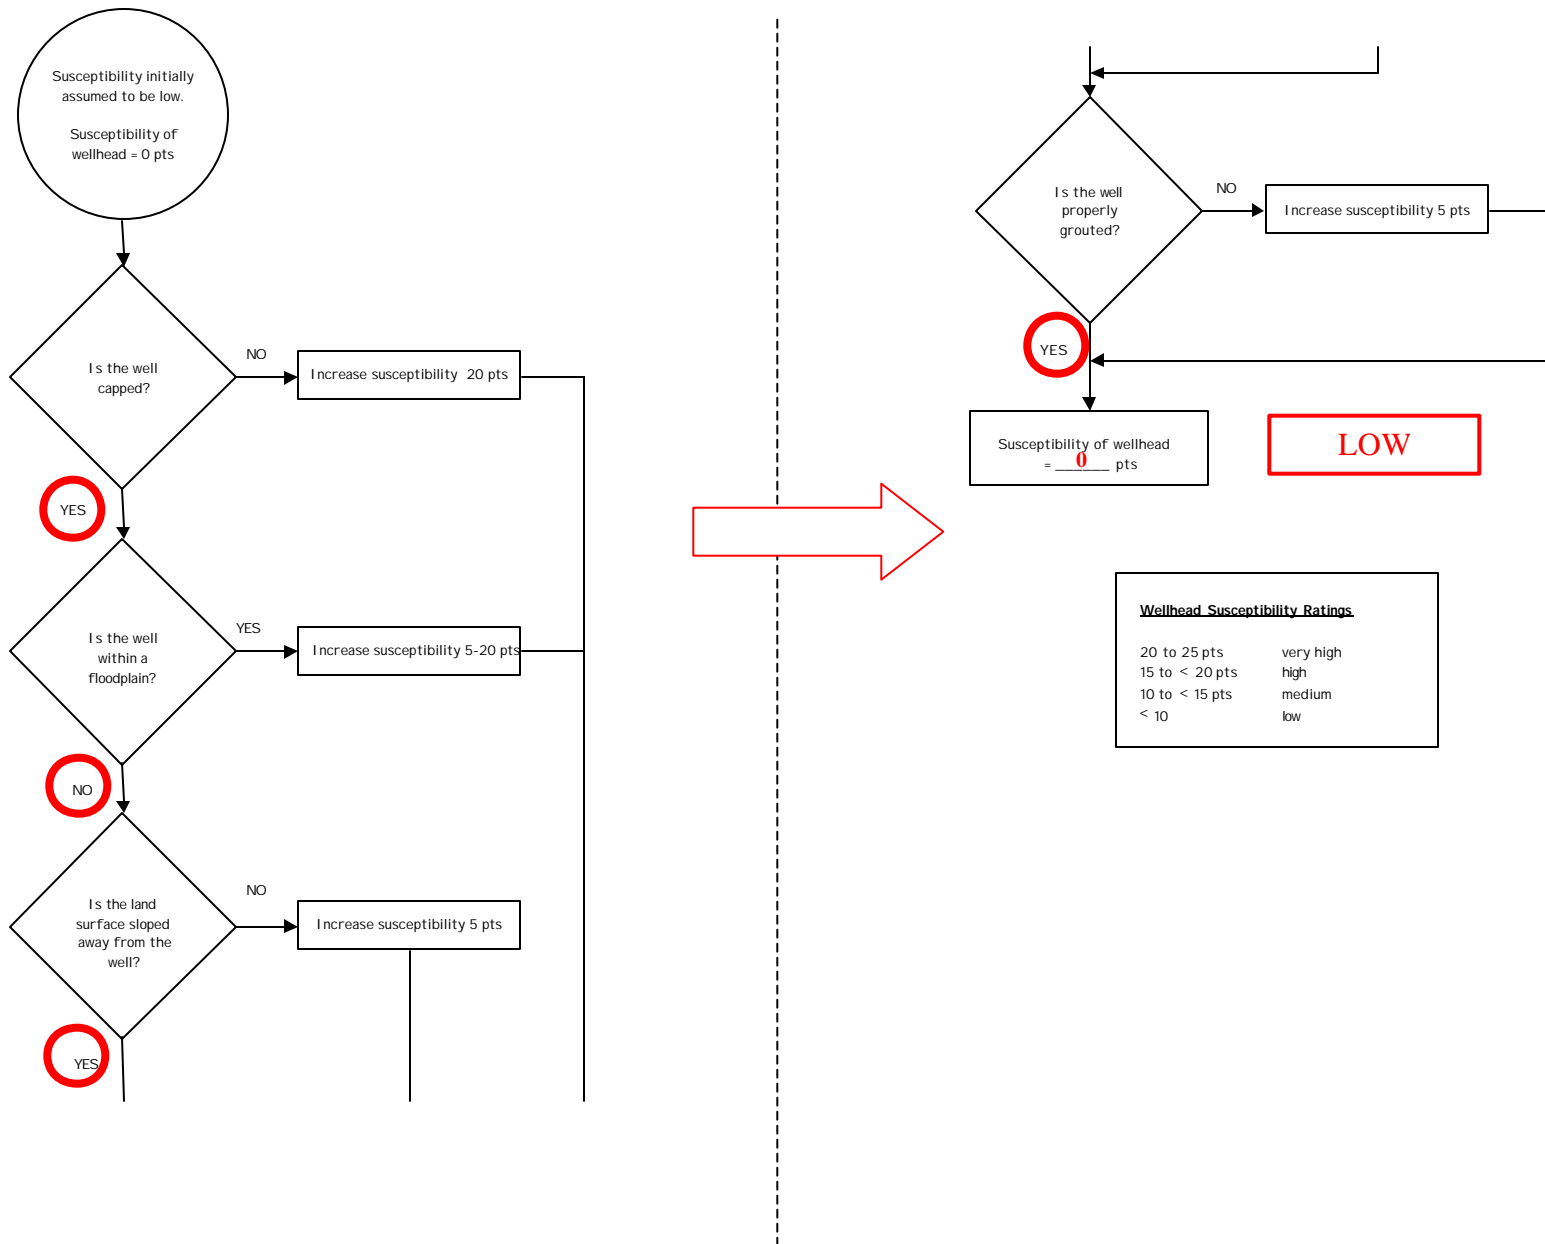 Susceptibility initially
assumed to be low.
Susceptibility of
wellhead = 0 pts
Is the well
capped?
NO
Increase susceptibility 20 pts
YES
Is the well
within a
floodplain?
YES
Increase susceptibility 5-20 pts
NO
Is the land
surface sloped
away from the
well?
NO
Increase susceptibility 5 pts
YES
Is the well
properly
grouted?
NO
Increase susceptibility 5 pts
YES
Susceptibility of wellhead
= ___0___ pts
LOW
Wellhead Susceptibility Ratings
20 to 25 pts very high
15 to < 20 pts high
10 to < 15 pts medium
< 10 low